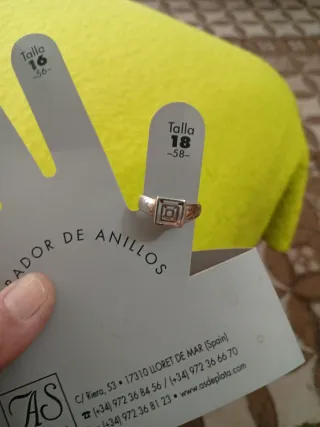 Talla
16
-56-
Talla
18
-58-
BADOR DE ANILLOS
AS
C/ Riera, 53 • 17310 LLORET DE MAR (Spain)
☎ (+34) 972 36 84 56 / (+34) 972 36 66 70
(+34) 972 36 81 23 • www.asdeplata.com